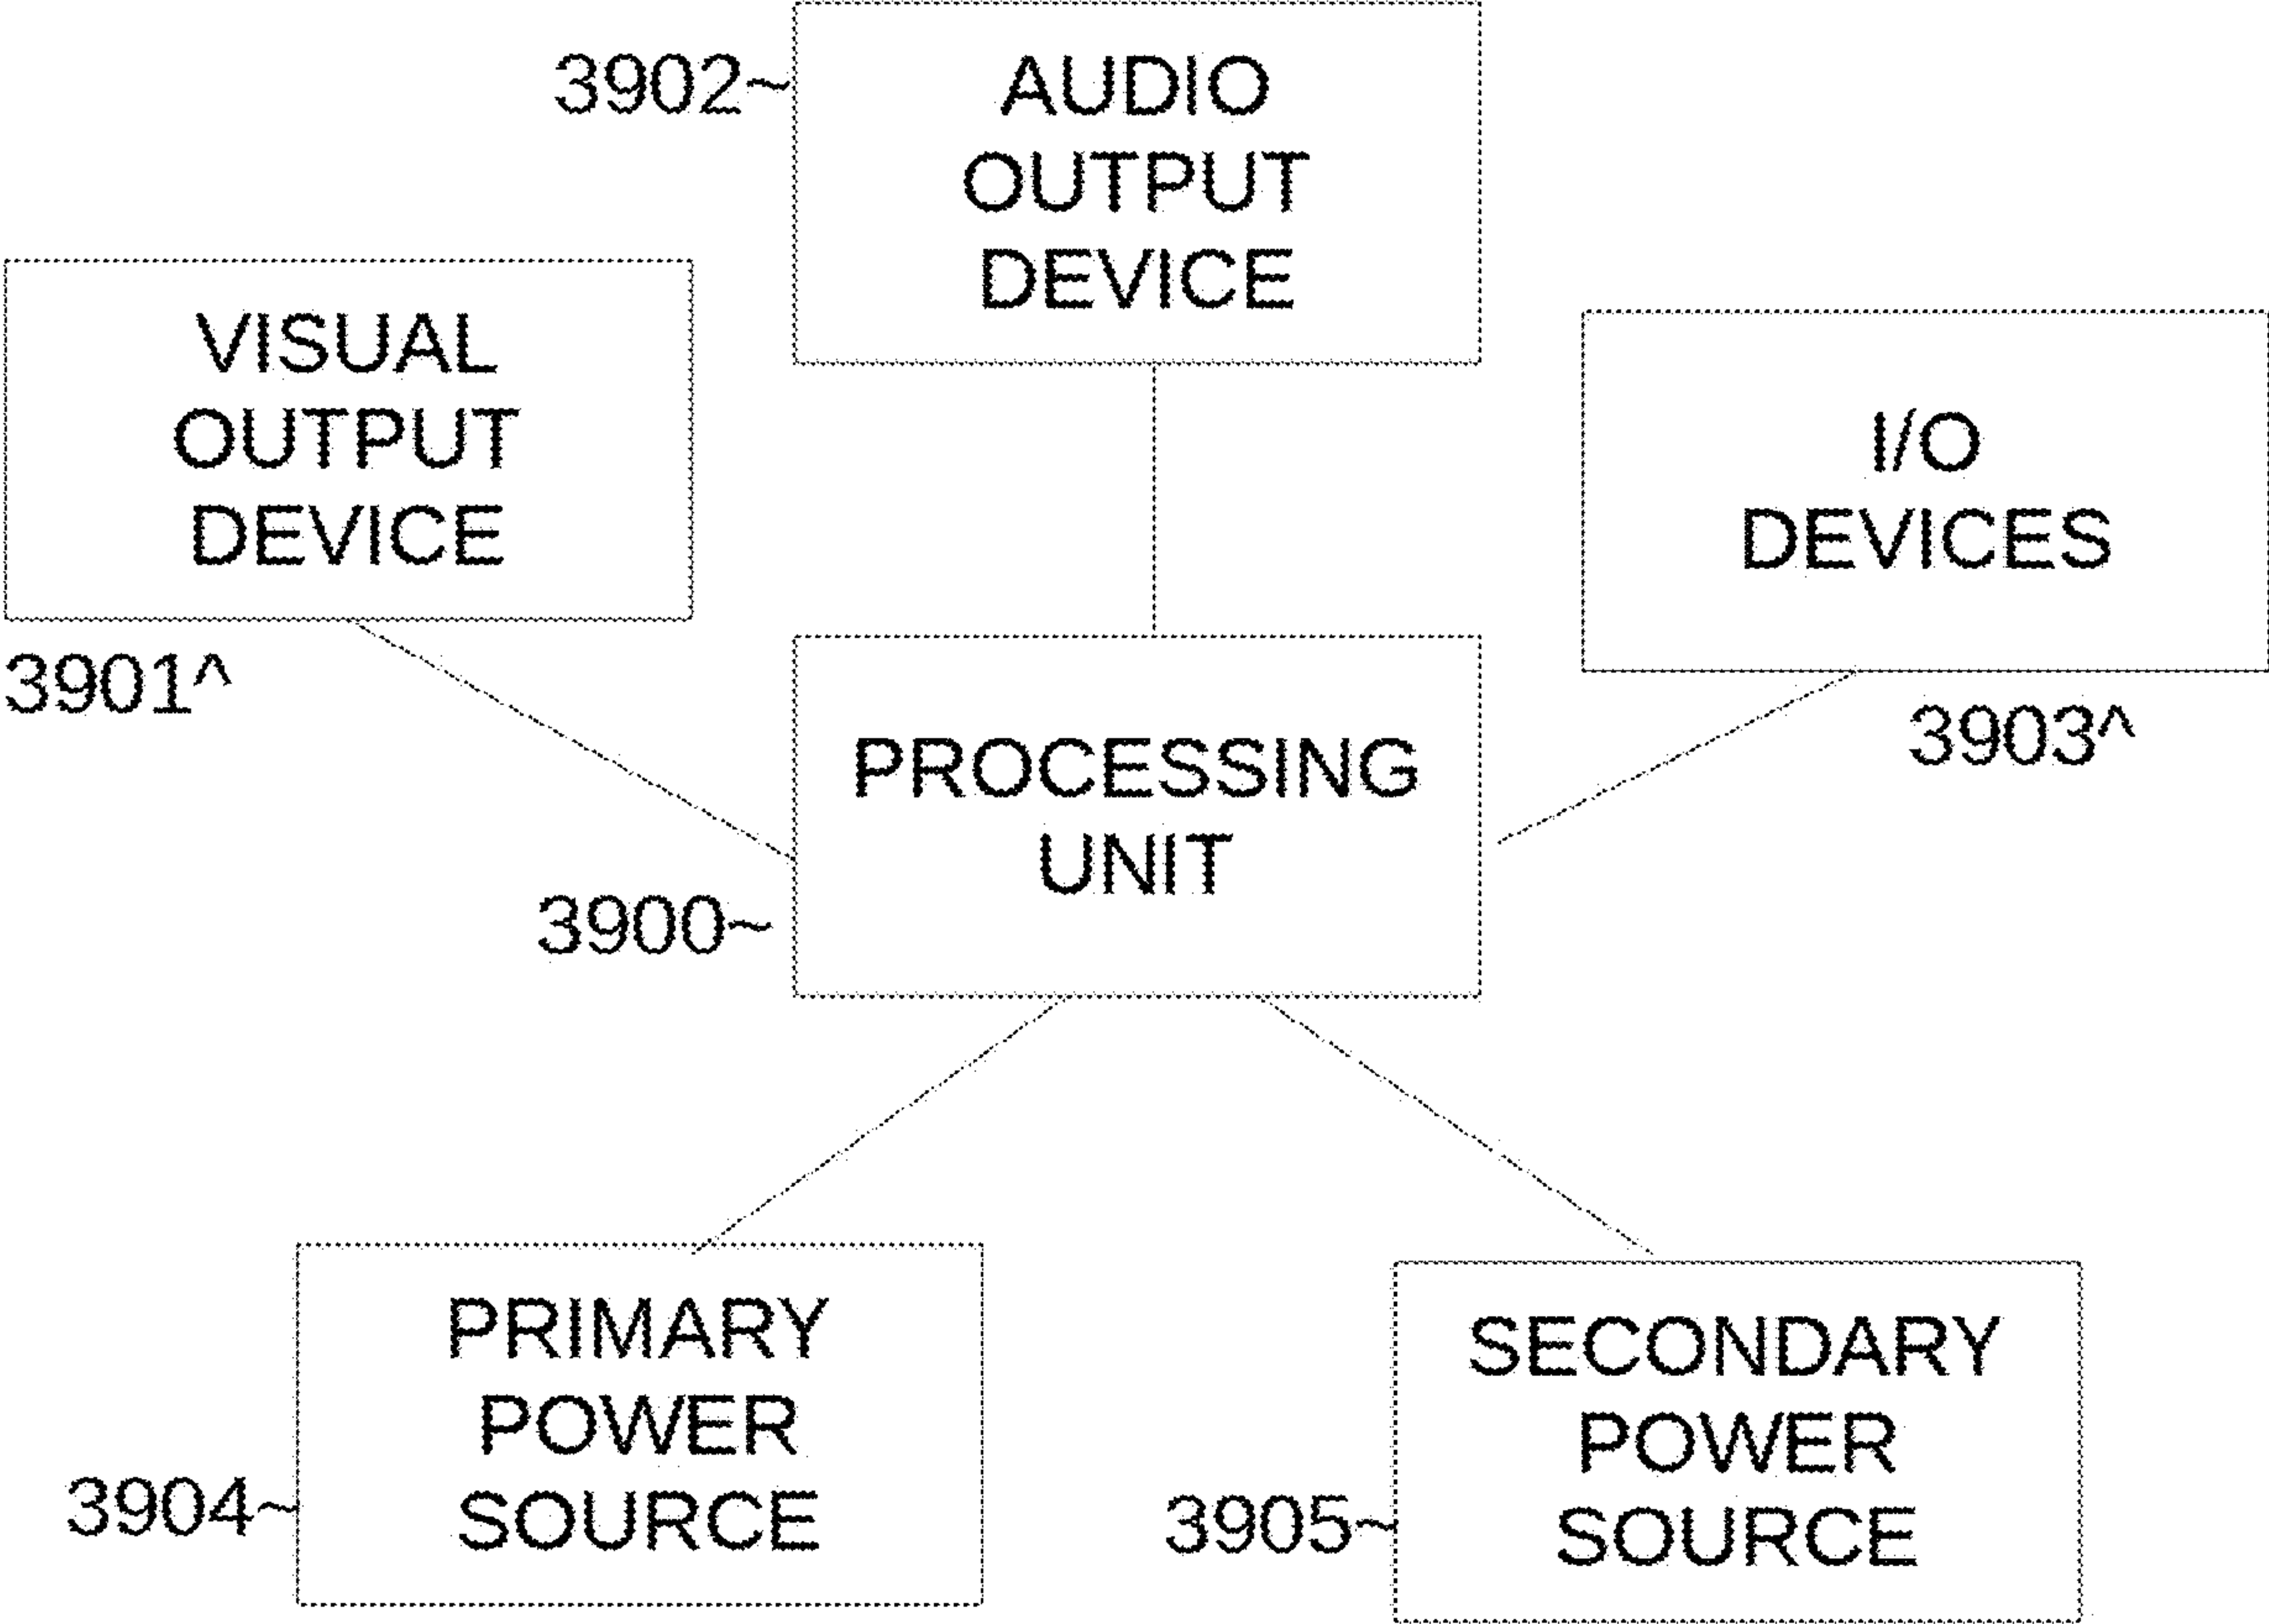 3902~
AUDIO
OUTPUT
DEVICE
VISUAL
OUTPUT
DEVICE
3901^
I/O
DEVICES
3903^
PROCESSING
UNIT
3900~
PRIMARY
POWER
SOURCE
3904~
SECONDARY
POWER
SOURCE
3905~